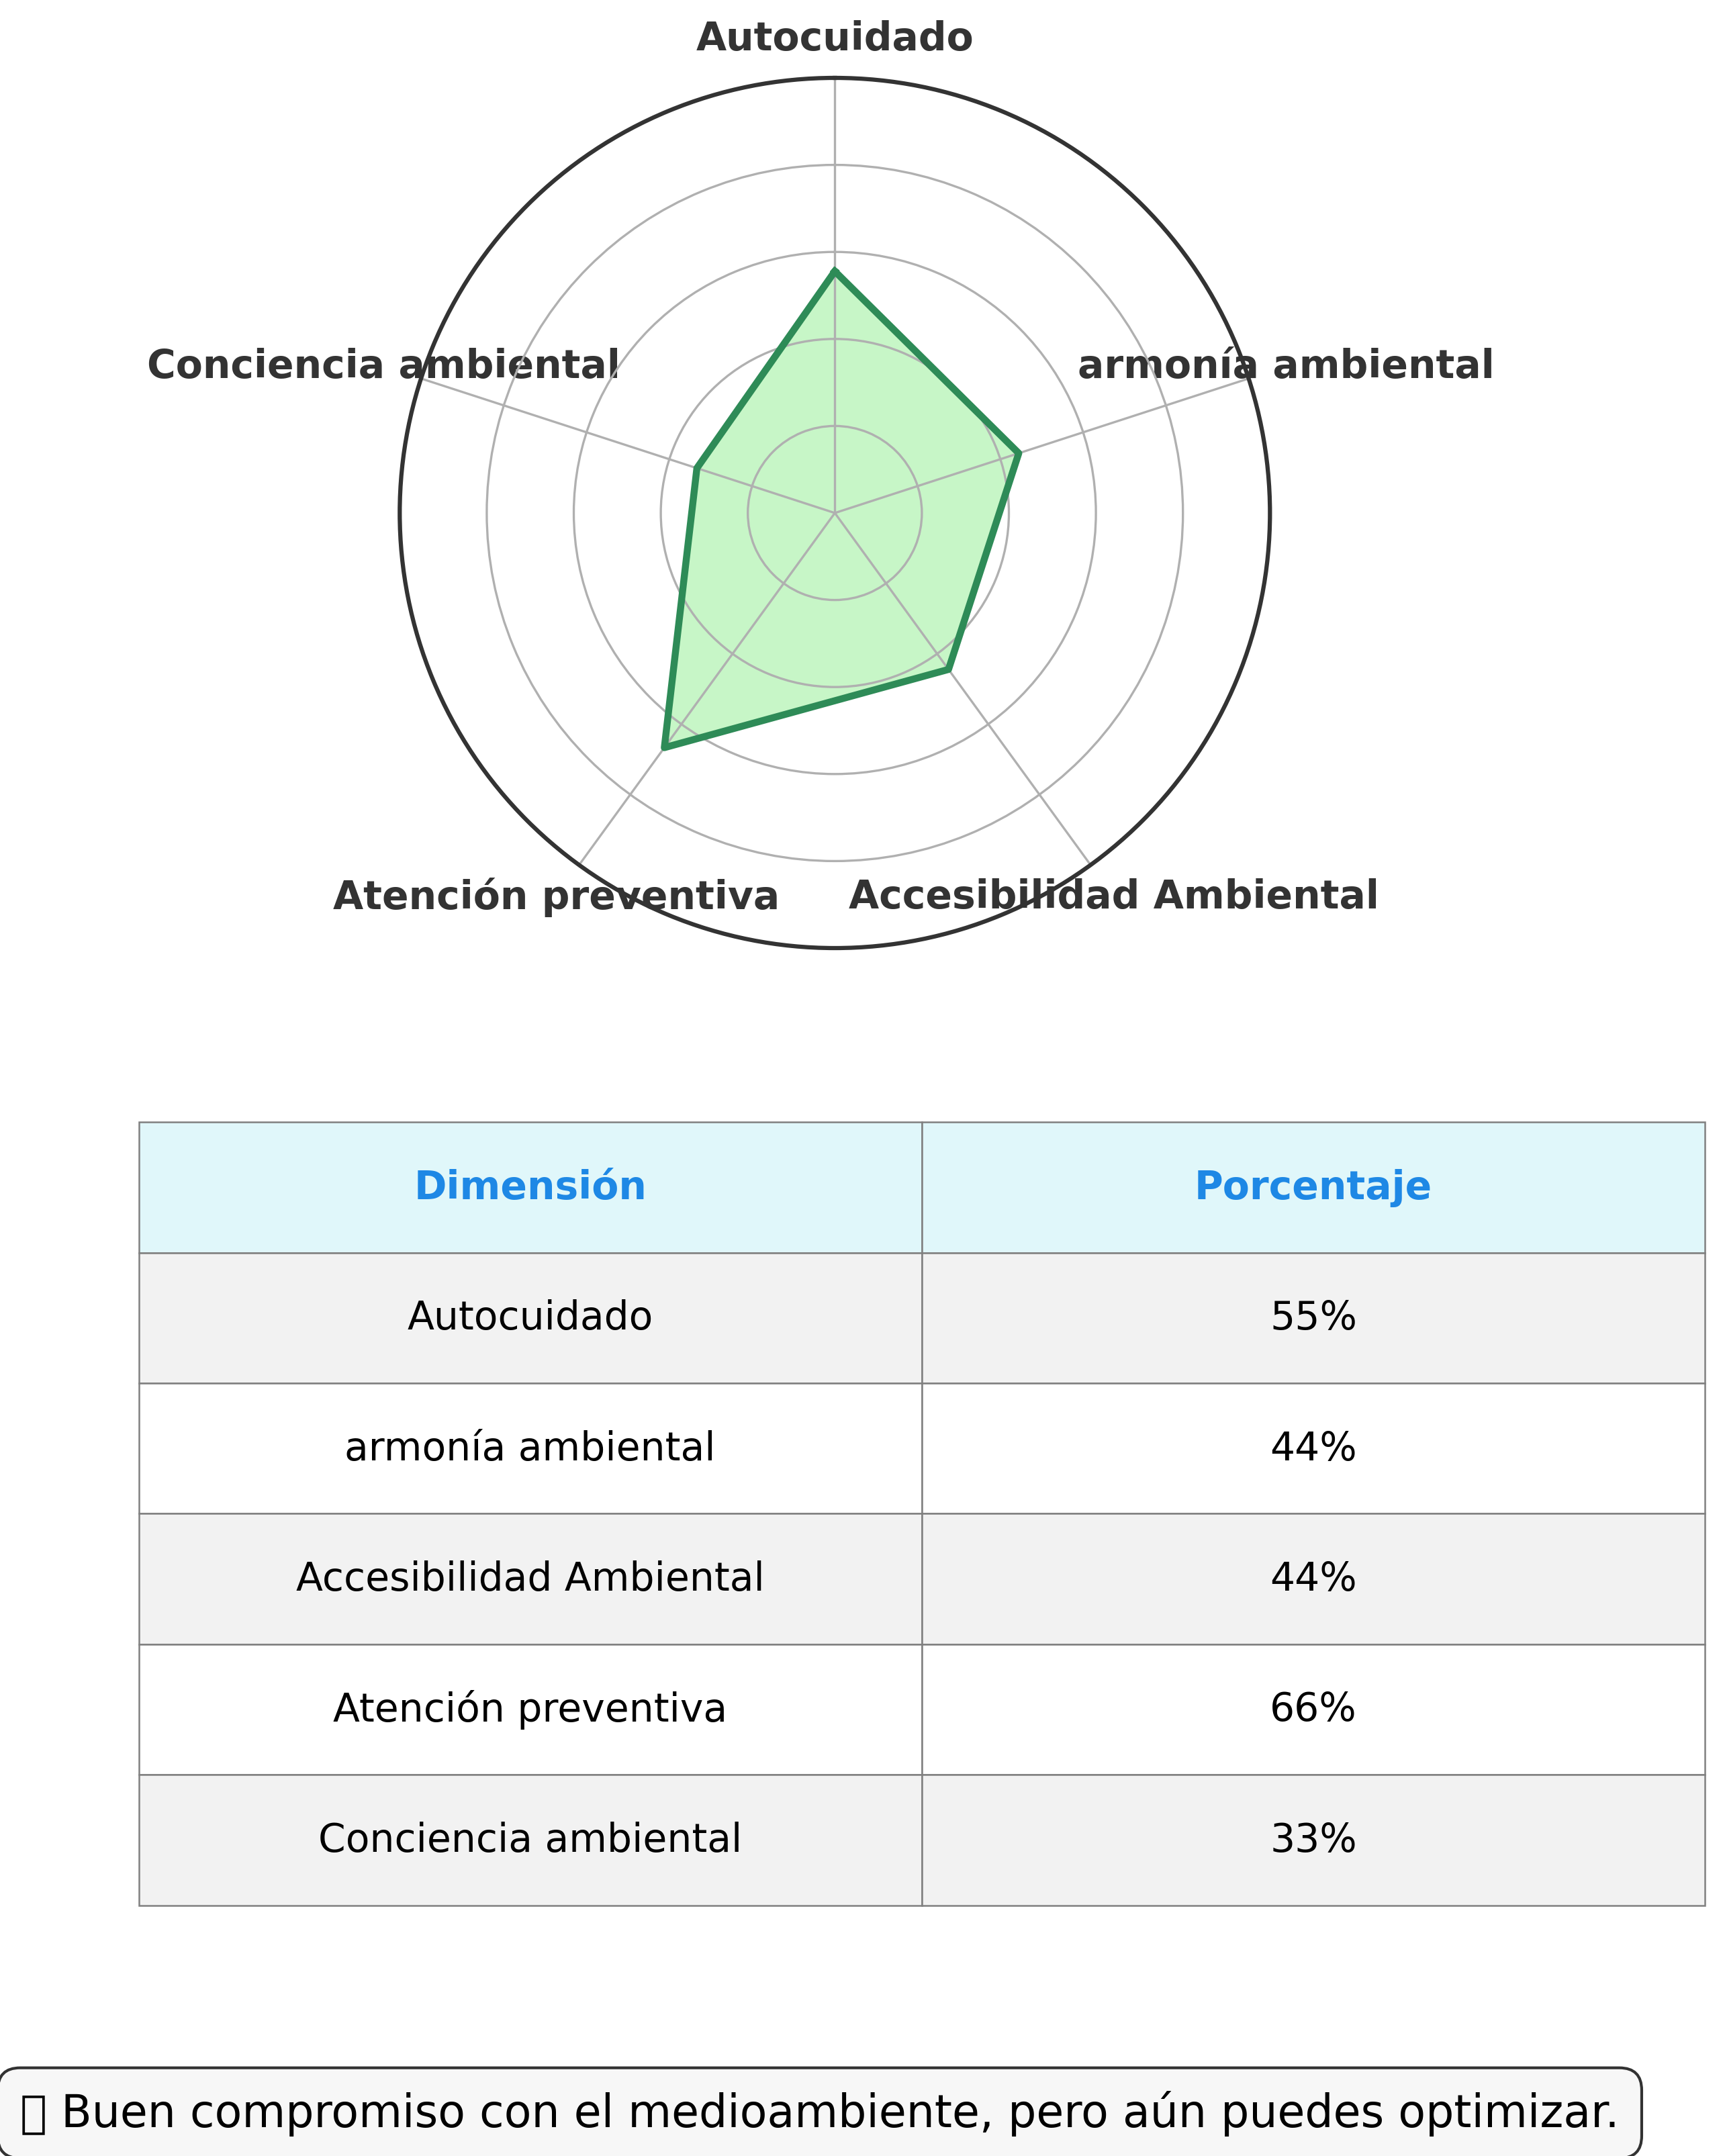 Autocuidado
Conciencia ambiental
armonía ambiental
Atención preventiva
Accesibilidad Ambiental
Dimensión Porcentaje
Autocuidado 55%
armonía ambiental 44%
Accesibilidad Ambiental 44%
Atención preventiva 66%
Conciencia ambiental 33%
Buen compromiso con el medioambiente, pero aún puedes optimizar.